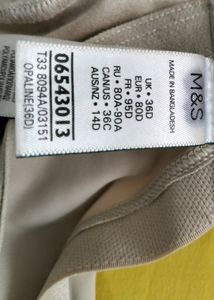 M&S
MADE IN BANGLADESH
UK • 36D
EUR • 80D
FR • 95D
RU • 80A-90A
CAN/US • 36C
AUS/NZ • 14D
06543013
T33 8094A/03151
OPALINE(36D)